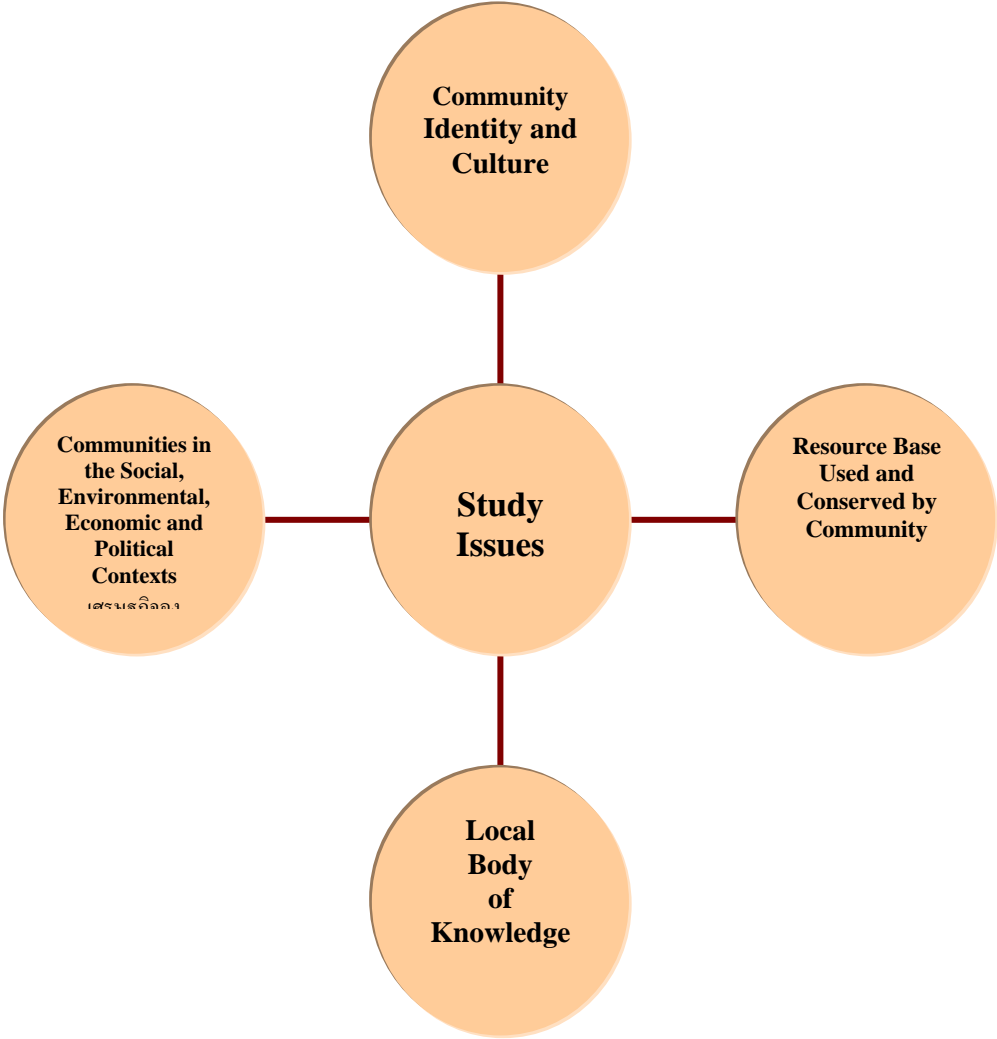 Community
Identity and
Culture
Communities in
the Social,
Environmental,
Economic and
Political
Contexts
Study
Issues
Resource Base
Used and
Conserved by
Community
Local
Body
of
Knowledge